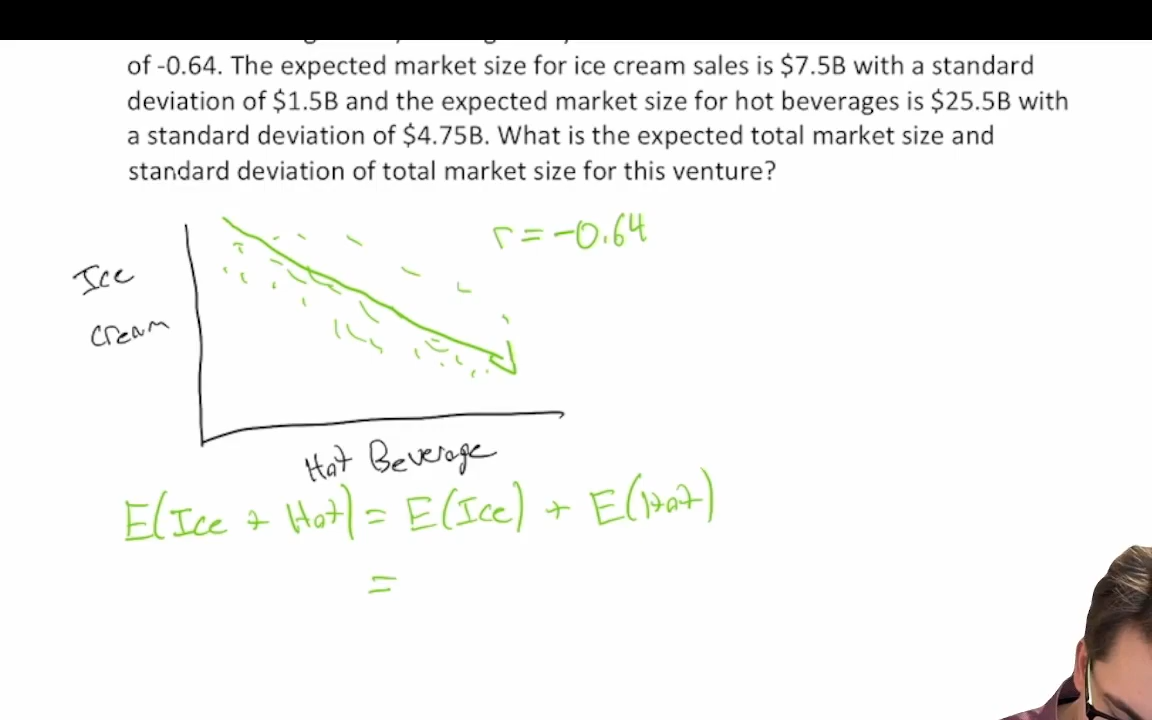 of -0.64. The expected market size for ice cream sales is $7.5B with a standard
deviation of $1.5B and the expected market size for hot beverages is $25.5B with
a standard deviation of $4.75B. What is the expected total market size and
standard deviation of total market size for this venture?
r = -0.64
Ice
Cream
Hot Beverage
E(Ice + Hot) = E(Ice) + E(Hot)
=